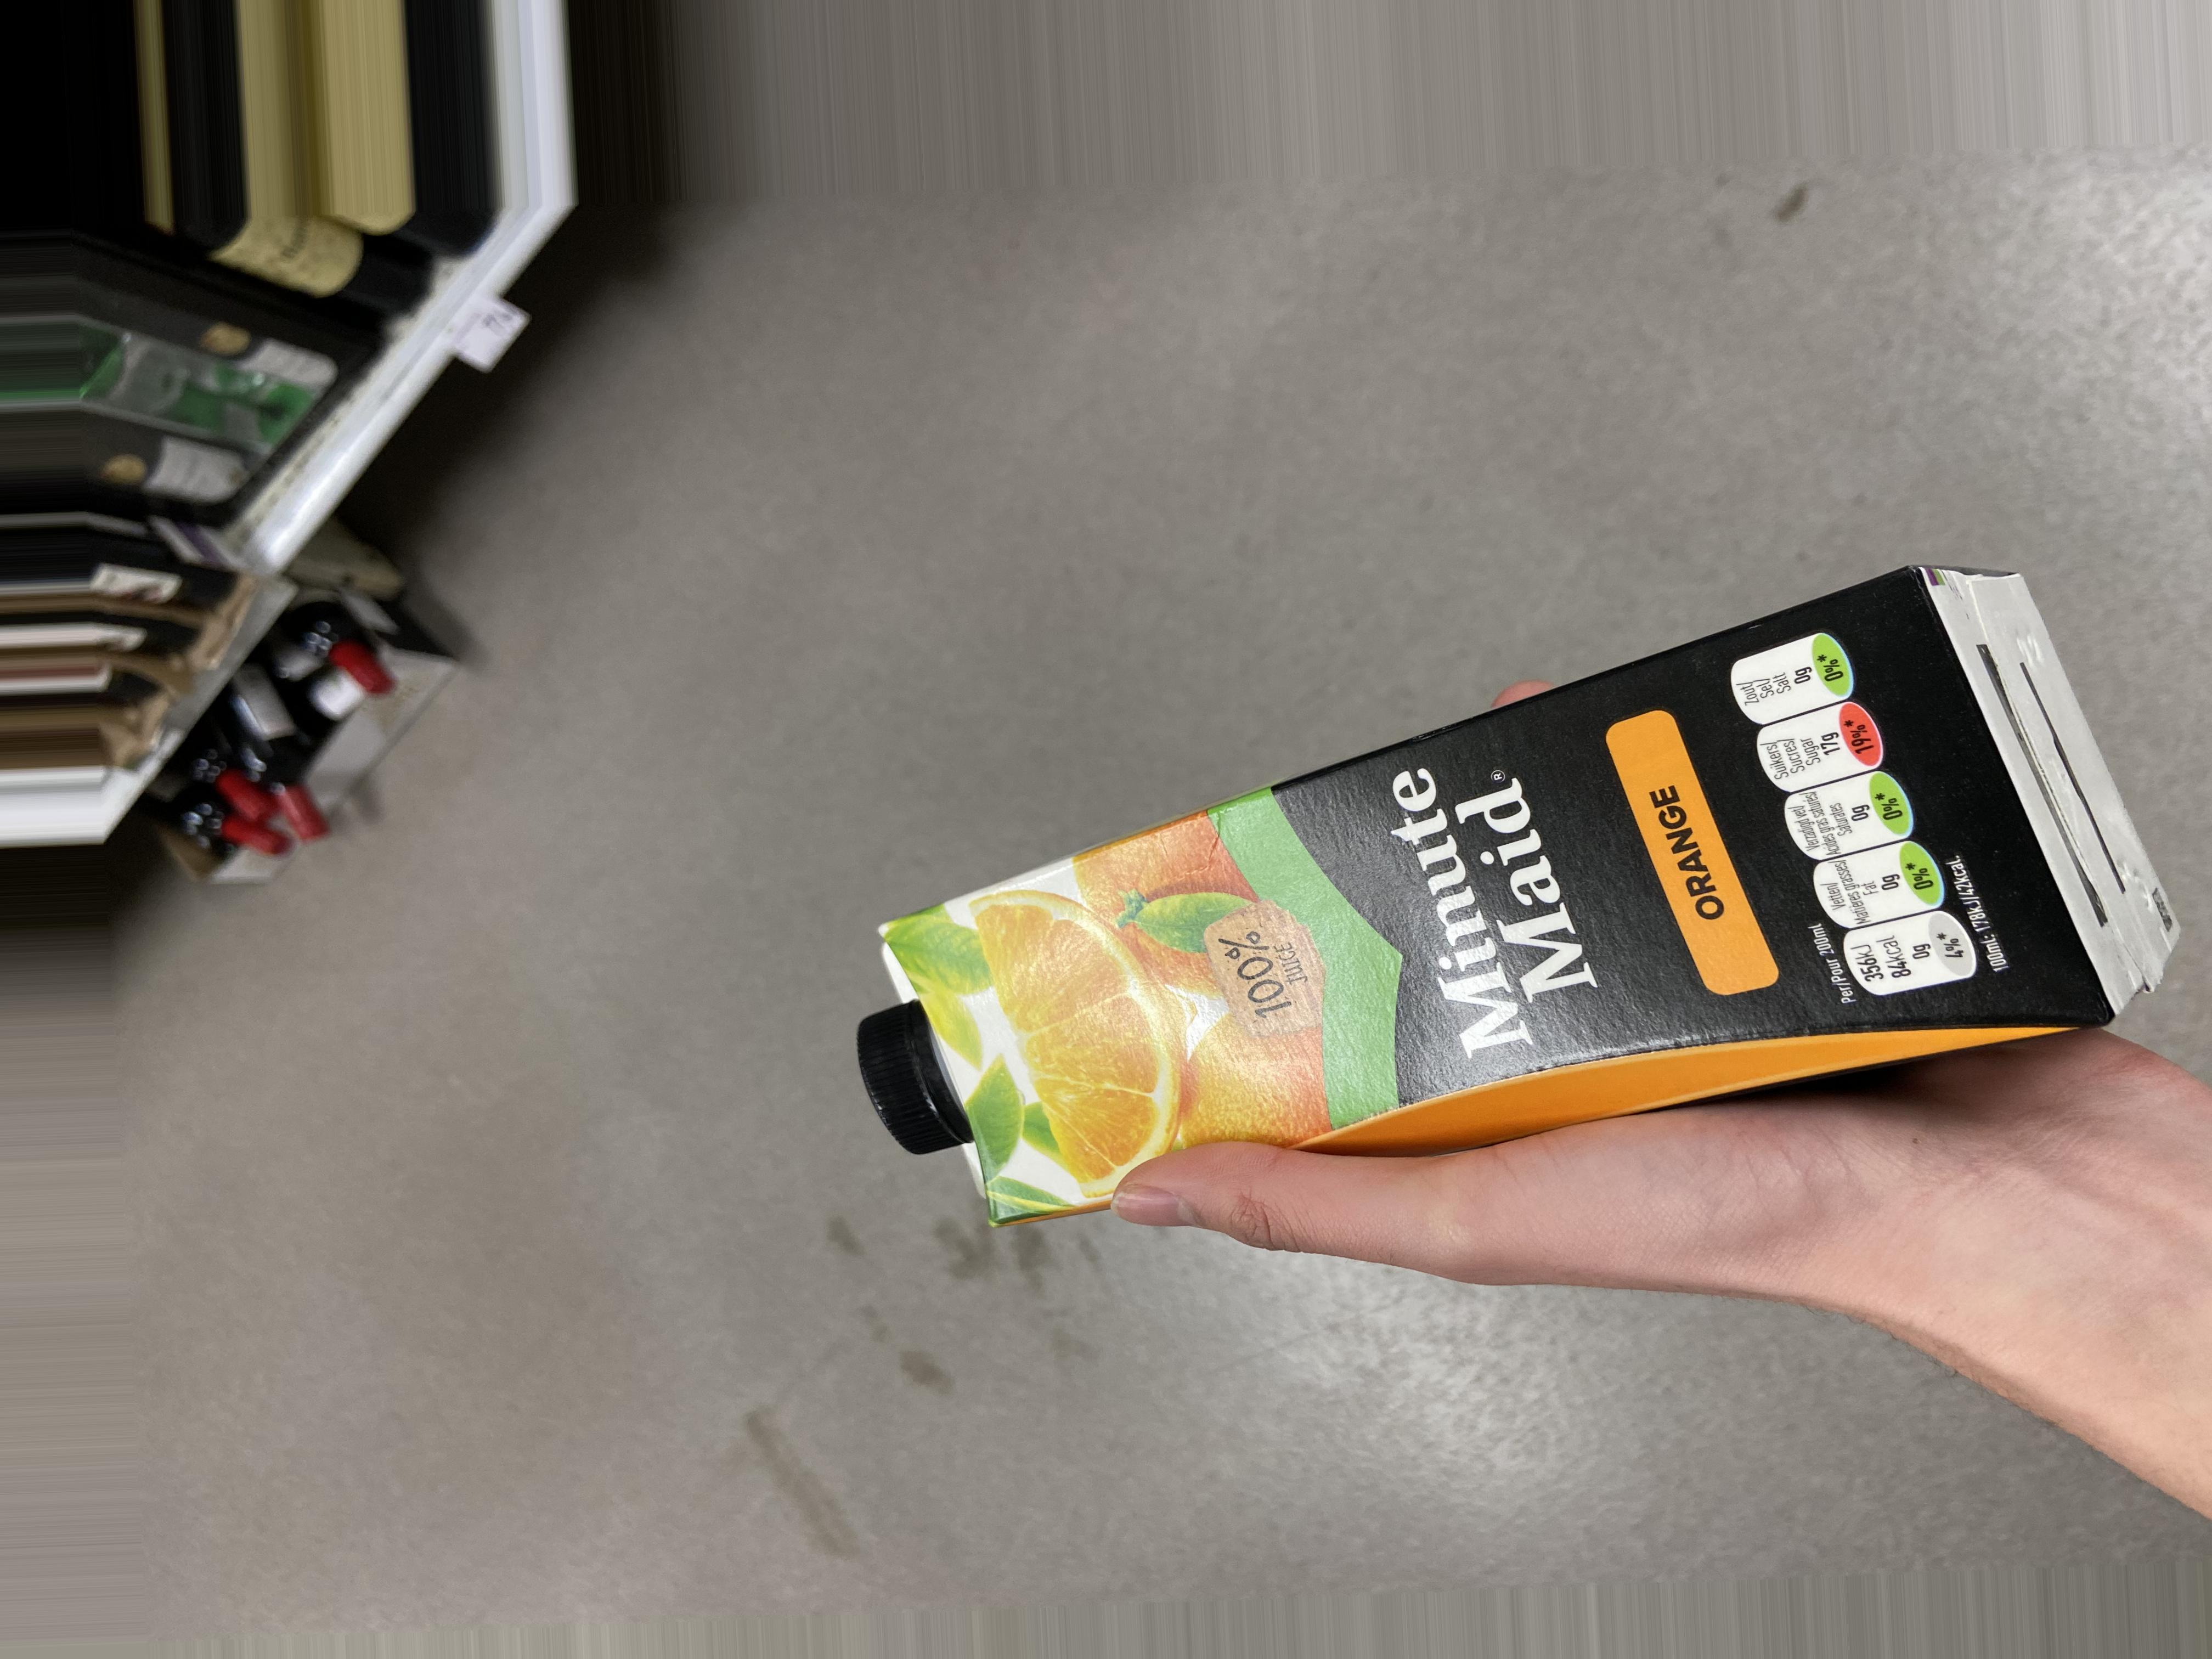 100%
JUICE
Minute
Maid®
ORANGE
Per/Pour 200ml
356kJ
84kcal
0g
4%*
Vetten/
Matières grasses/
Fat
0g
0%*
Verzadigd vet/
Acides gras saturés/
Saturates
0g
0%*
Suikers/
Sucres/
Sugar
17g
19%*
Zout/
Sel/
Salt
0g
0%*
100ml: 178kJ/42kcal.